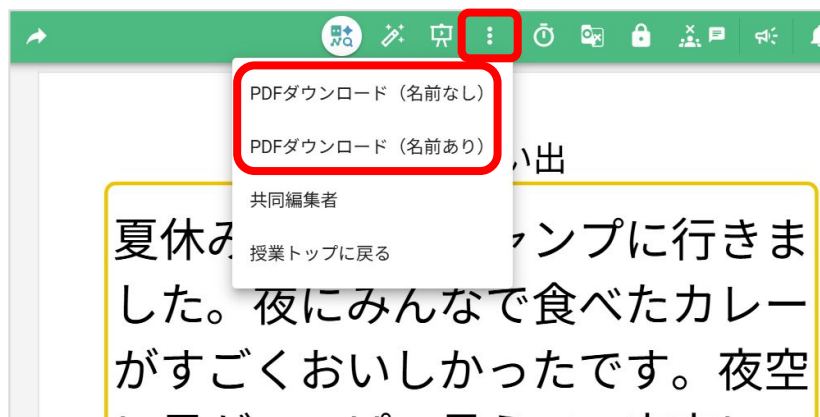 PDFダウンロード（名前なし）
PDFダウンロード（名前あり）
い出
共同編集者
夏休み
ンプに行きま
授業トップに戻る
した。夜にみんなで食べたカレー
がすごくおいしかったです。夜空